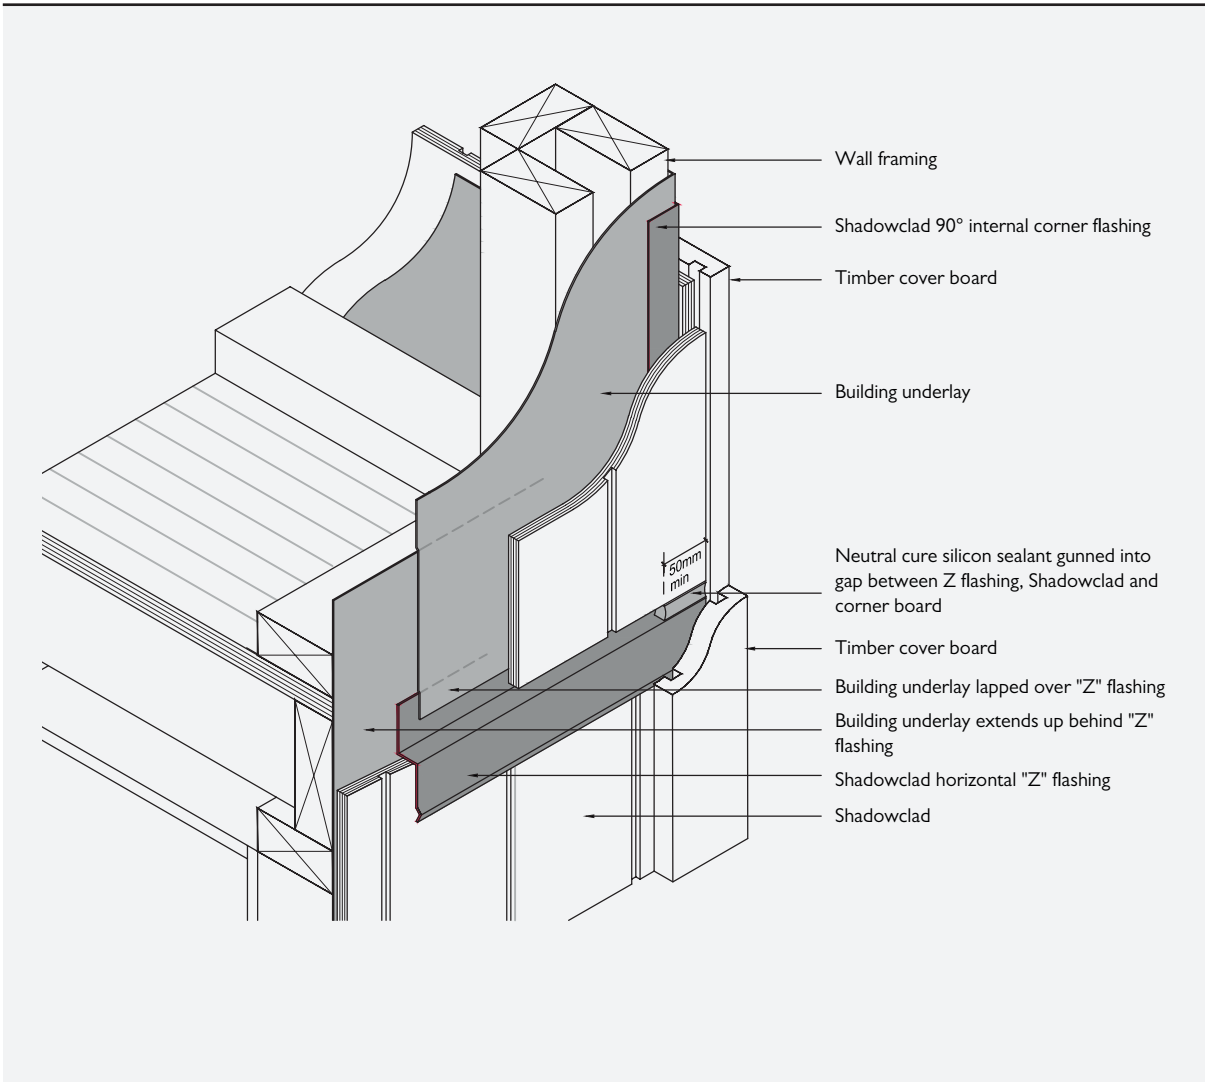 Wall framing
Shadowclad 90° internal corner flashing
Timber cover board
Building underlay
50mm
min
Neutral cure silicon sealant gunned into
gap between Z flashing, Shadowclad and
corner board
Timber cover board
Building underlay lapped over "Z" flashing
Building underlay extends up behind "Z"
flashing
Shadowclad horizontal "Z" flashing
Shadowclad